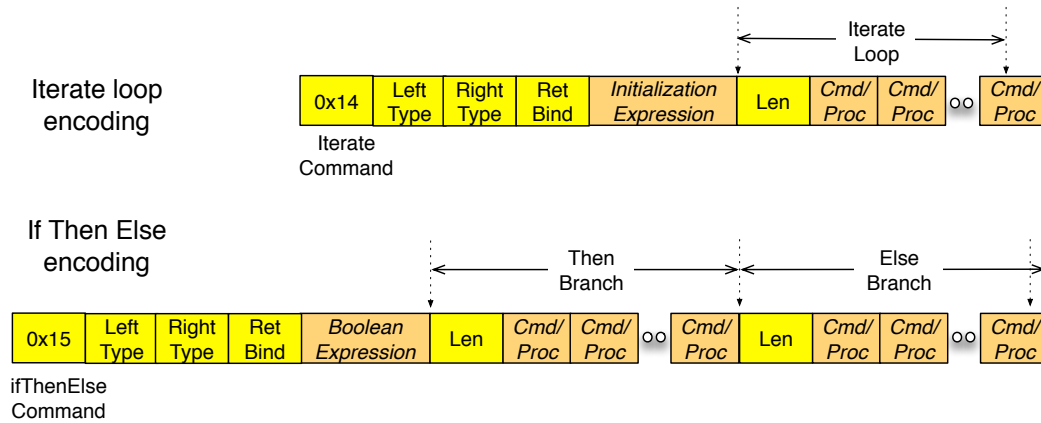 Iterate
Loop
Iterate loop
encoding
0x14
Left
Type
Right
Type
Ret
Bind
Initialization
Expression
Len
Cmd/
Proc
Cmd/
Proc
Cmd/
Proc
Iterate
Command
If Then Else
encoding
Then
Branch
Else
Branch
0x15
Left
Type
Right
Type
Ret
Bind
Boolean
Expression
Len
Cmd/
Proc
Cmd/
Proc
Cmd/
Proc
Len
Cmd/
Proc
Cmd/
Proc
Cmd/
Proc
ifThenElse
Command